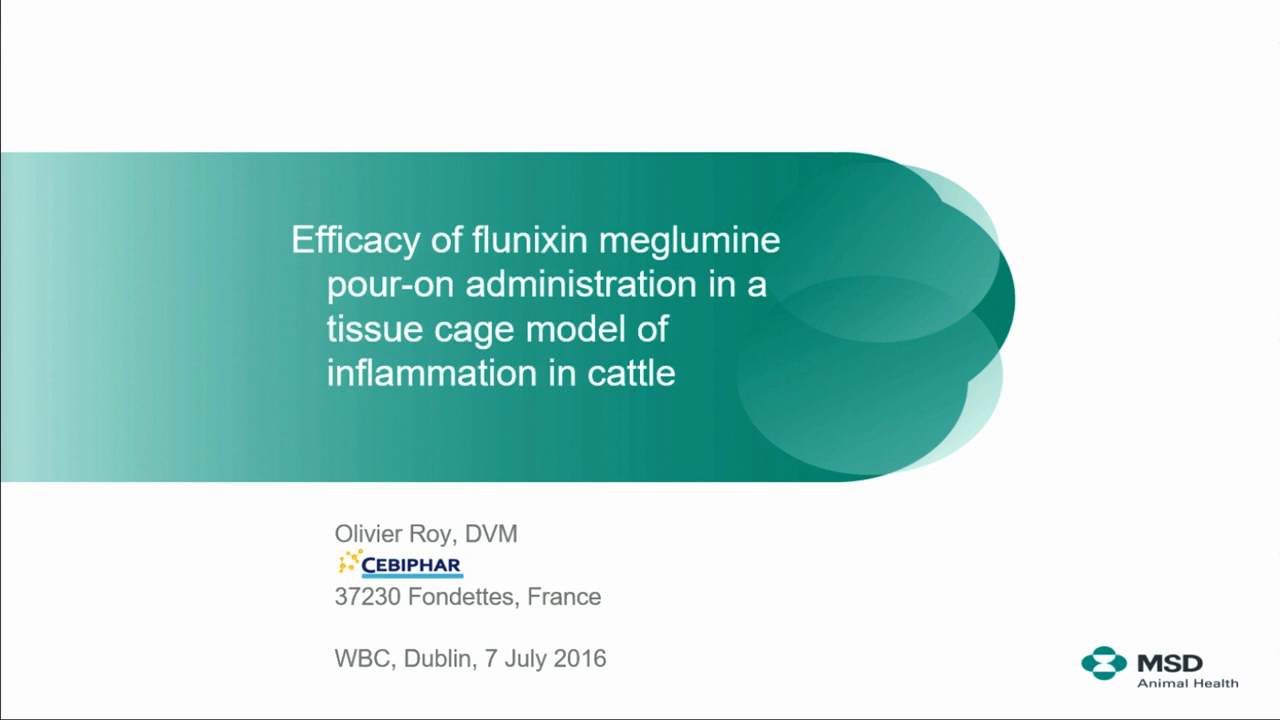 Efficacy of flunixin meglumine
pour-on administration in a
tissue cage model of
inflammation in cattle
Olivier Roy, DVM
CEBIPHAR
37230 Fondettes, France
WBC, Dublin, 7 July 2016
MSD
Animal Health